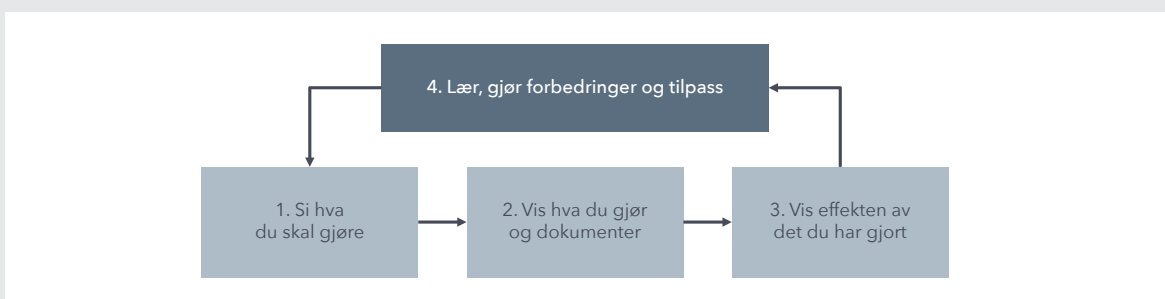 4. Lær, gjør forbedringer og tilpass
1. Si hva
du skal gjøre
2. Vis hva du gjør
og dokumenter
3. Vis effekten av
det du har gjort